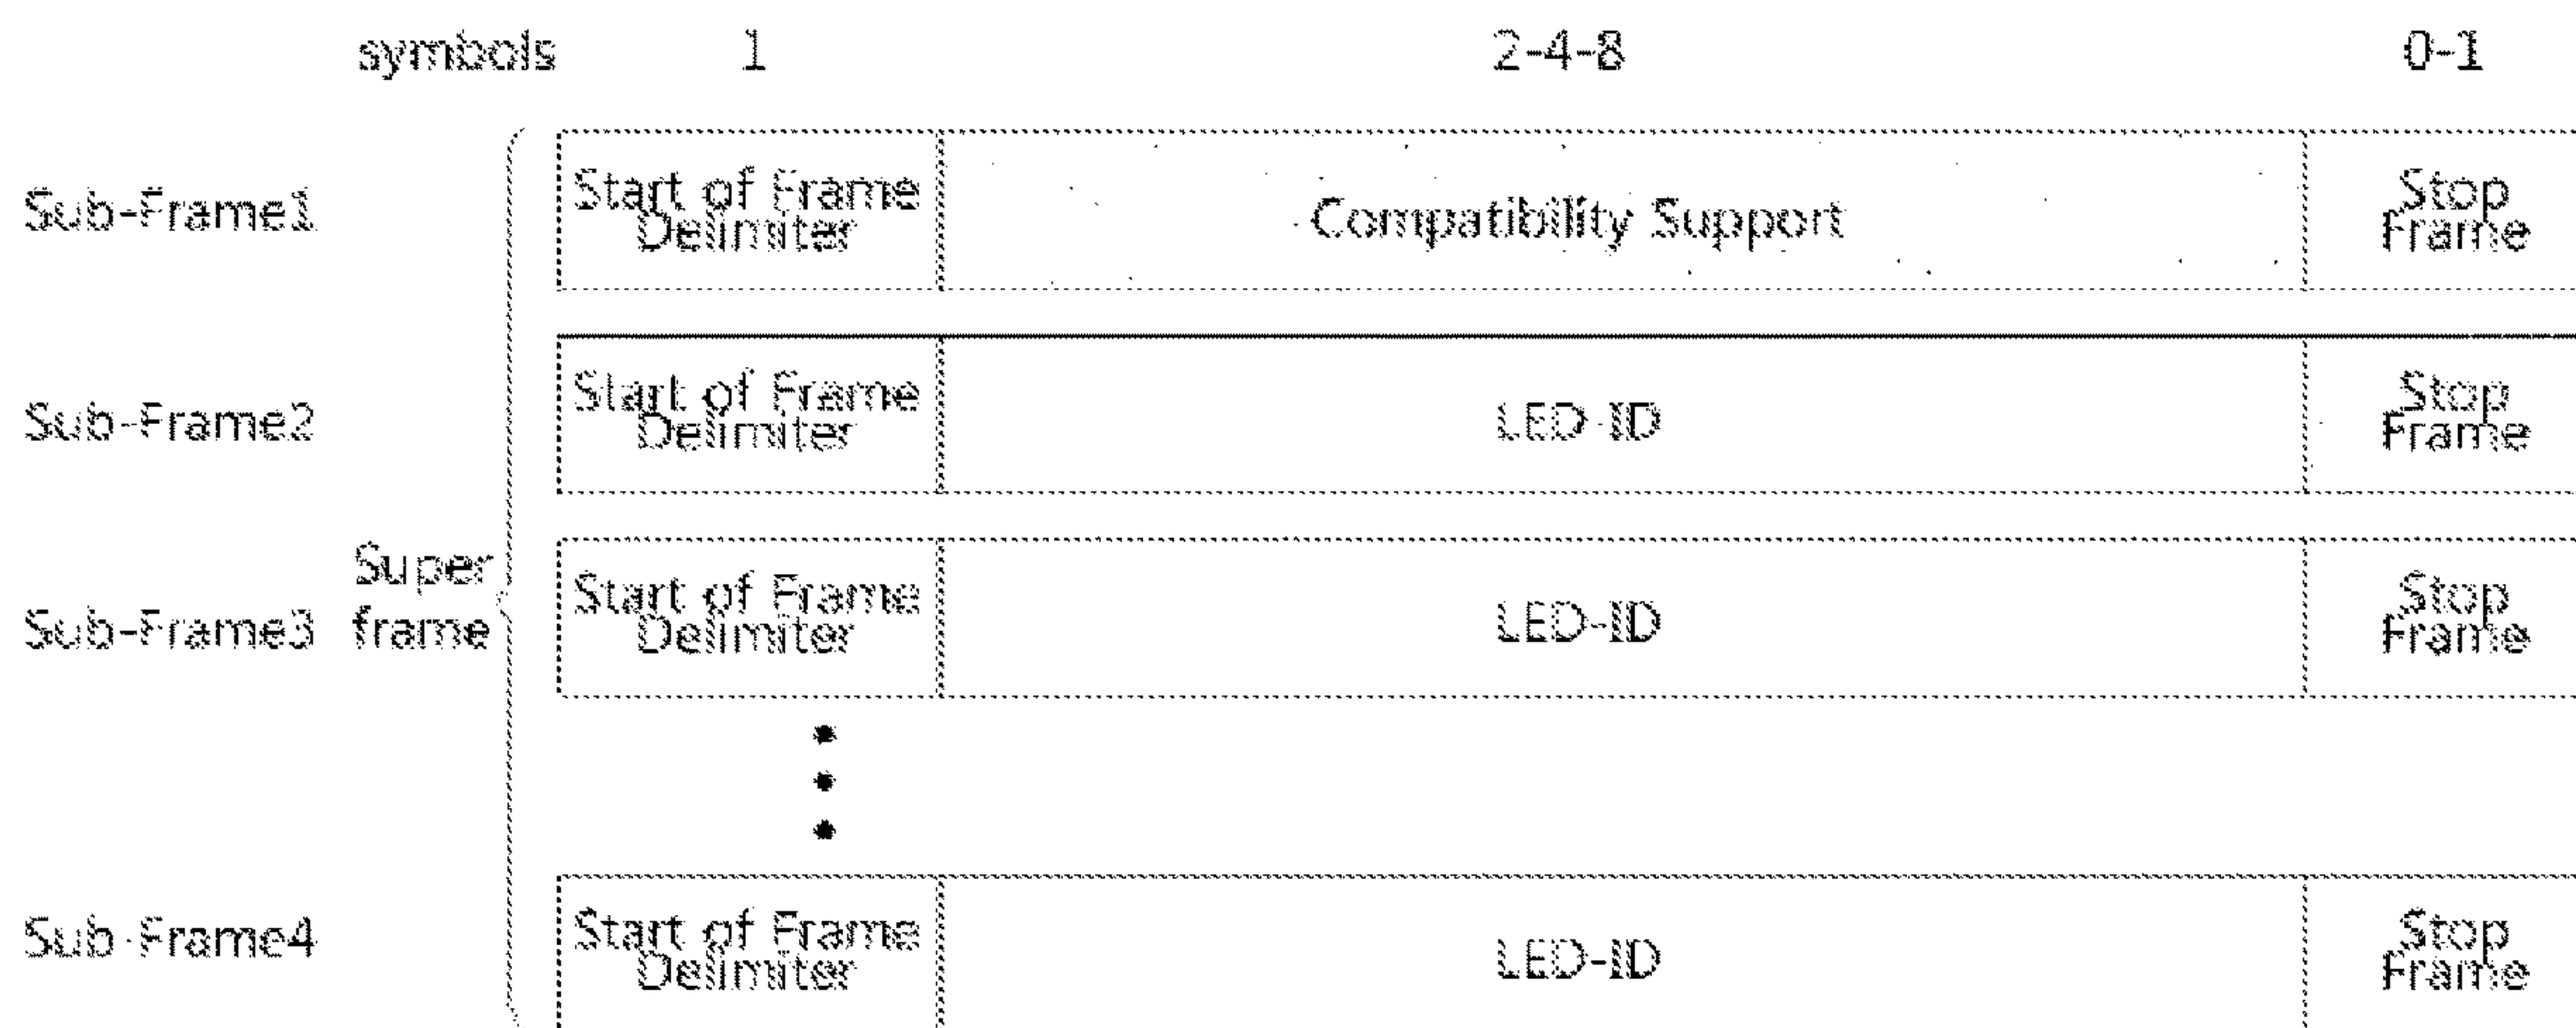 symbols 1 2-4-8 0-1
Sub-Frame1
Start of Frame
Delimiter
Compatibility Support
Stop
Frame
Sub-Frame2
Start of Frame
Delimiter
LED-ID
Stop
Frame
Super
frame
Sub-Frame3
Start of Frame
Delimiter
LED-ID
Stop
Frame
Sub-Frame4
Start of Frame
Delimiter
LED-ID
Stop
Frame